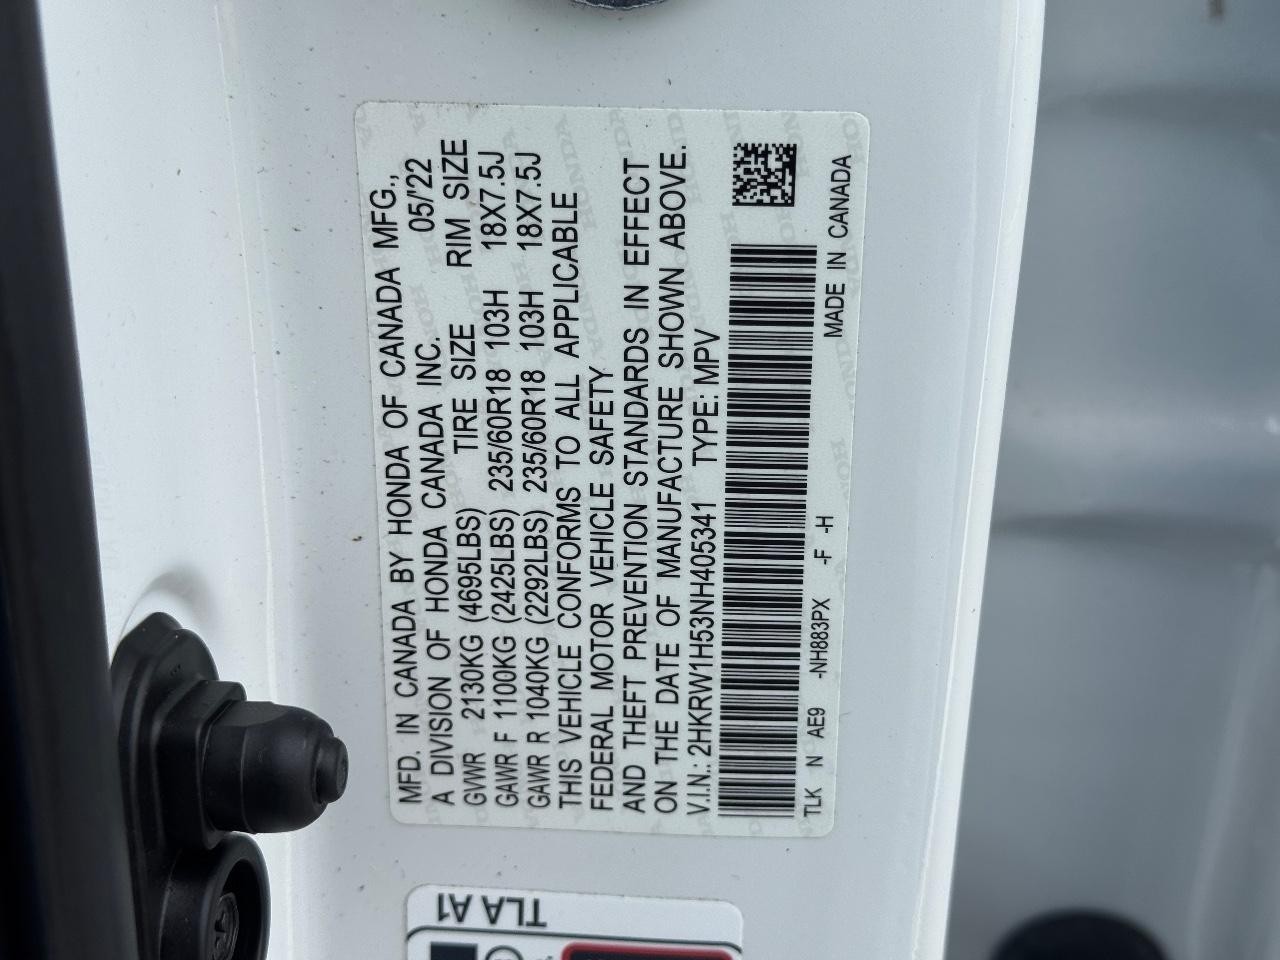 MFD. IN CANADA BY HONDA OF CANADA MFG.,
A DIVISION OF HONDA CANADA INC. 05/'22
GVWR 2130KG (4695LBS) TIRE SIZE RIM SIZE
GAWR F 1100KG (2425LBS) 235/60R18 103H 18X7.5J
GAWR R 1040KG (2292LBS) 235/60R18 103H 18X7.5J
THIS VEHICLE CONFORMS TO ALL APPLICABLE
FEDERAL MOTOR VEHICLE SAFETY
AND THEFT PREVENTION STANDARDS IN EFFECT
ON THE DATE OF MANUFACTURE SHOWN ABOVE.
V.I.N.: 2HKRW1H53NH405341 TYPE: MPV
TLK N AE9 -NH883PX -F -H MADE IN CANADA
TLA A1